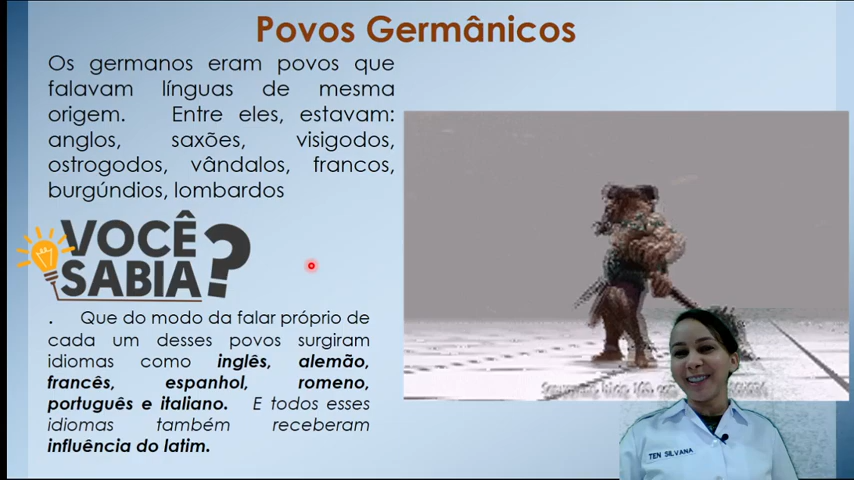 Povos Germânicos
Os germanos eram povos que
falavam línguas de mesma
origem. Entre eles, estavam:
anglos, saxões, visigodos,
ostrogodos, vândalos, francos,
burgúndios, lombardos
VOCÊ
SABIA?
. Que do modo da falar próprio de
cada um desses povos surgiram
idiomas como inglês, alemão,
francês, espanhol, romeno,
português e italiano. E todos esses
idiomas também receberam
influência do latim.
TEN SILVANA